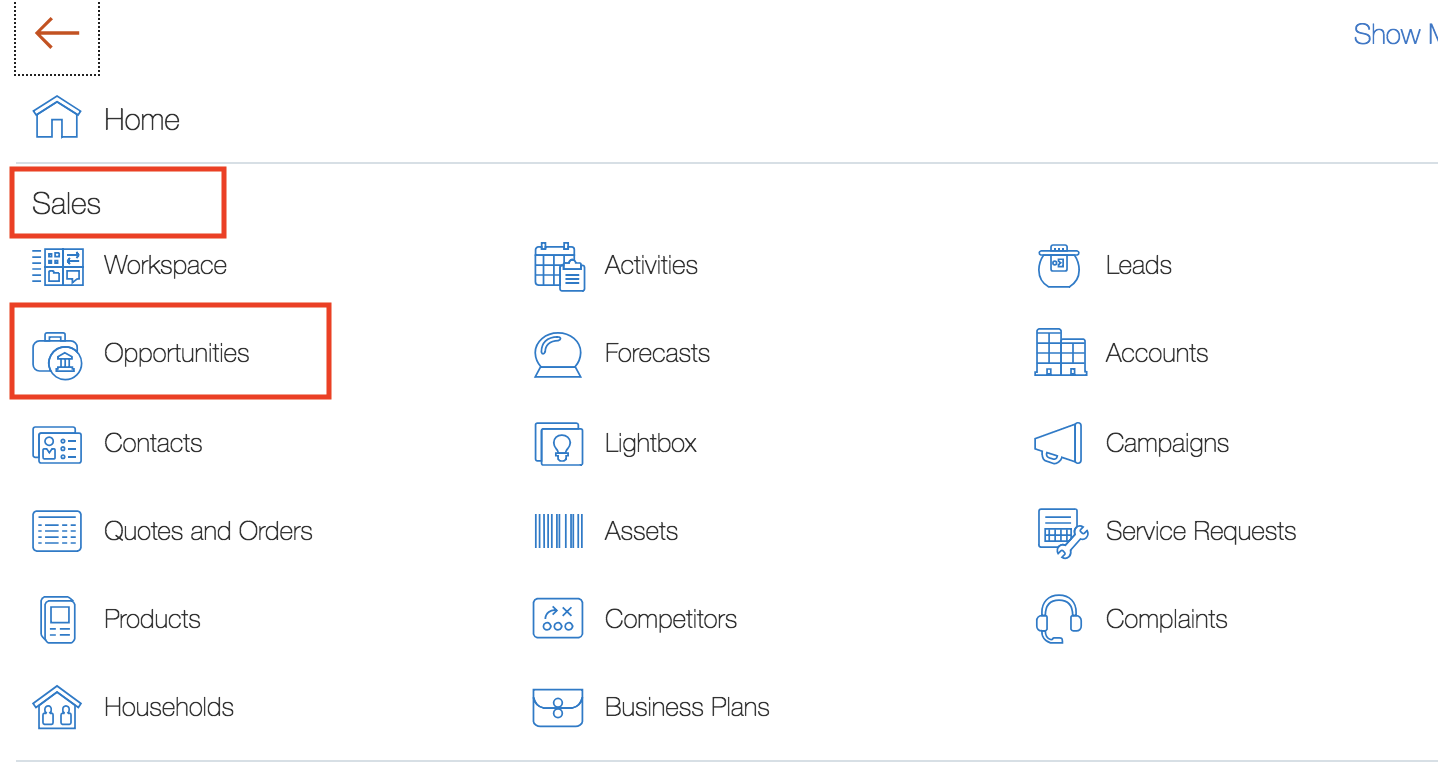 Show
Home
Sales
Workspace Activities Leads
Opportunities Forecasts Accounts
Contacts Lightbox Campaigns
Quotes and Orders Assets Service Requests
Products Competitors Complaints
Households Business Plans